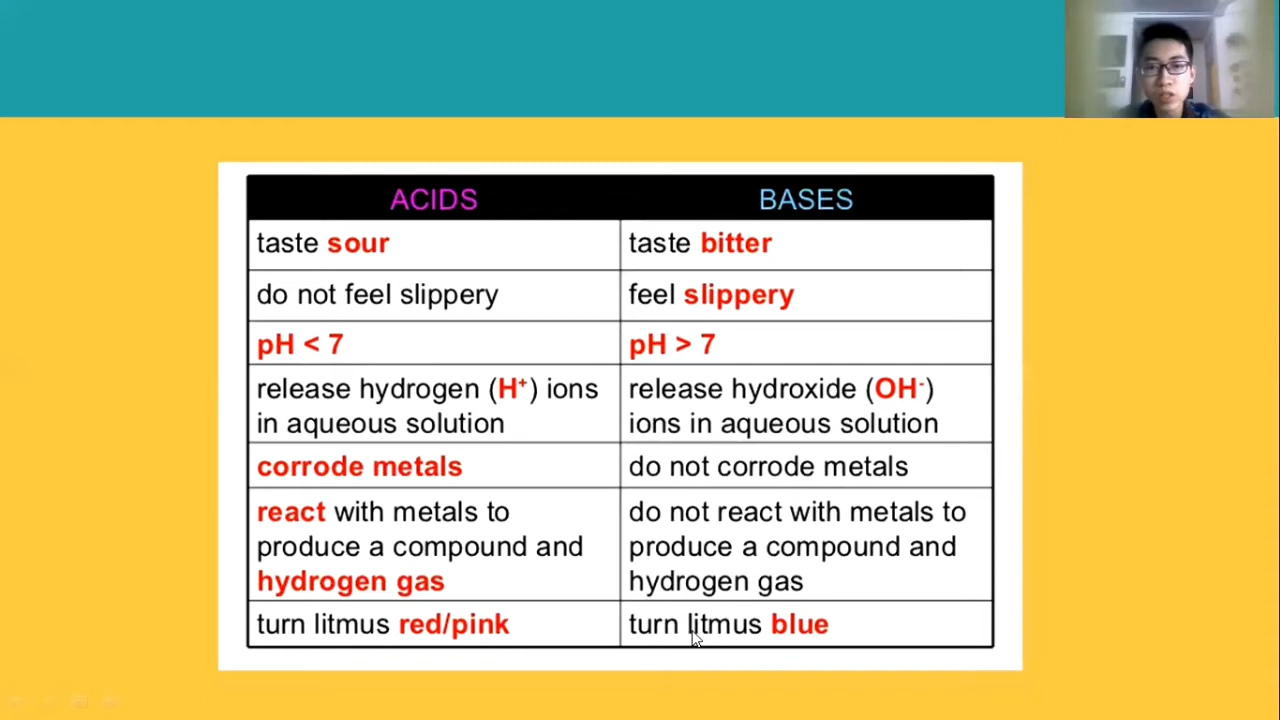 ACIDS
BASES
taste sour
taste bitter
do not feel slippery
feel slippery
pH < 7
pH > 7
release hydrogen (H⁺) ions
in aqueous solution
release hydroxide (OH⁻)
ions in aqueous solution
corrode metals
do not corrode metals
react with metals to
produce a compound and
hydrogen gas
do not react with metals to
produce a compound and
hydrogen gas
turn litmus red/pink
turn litmus blue